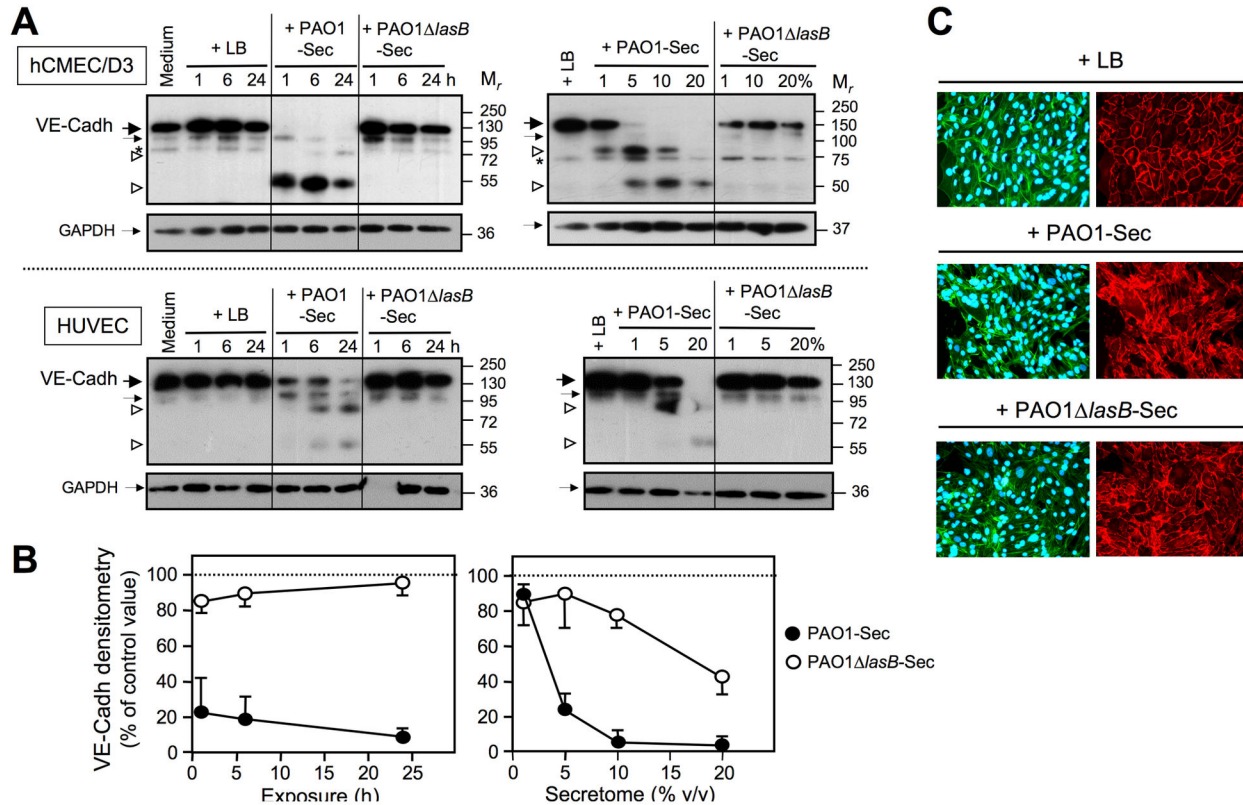 A
C
hCMEC/D3
Medium
+ LB
+ PAO1
-Sec
+ PAO1ΔlasB
-Sec
1 6 24 1 6 24 1 6 24 h
Mr
VE-Cadh
*
250
130
95
72
55
GAPDH
36
+ LB
+ PAO1-Sec
+ PAO1ΔlasB
-Sec
1 5 10 20 1 10 20%
Mr
*
250
150
100
75
50
37
HUVEC
Medium
+ LB
+ PAO1
-Sec
+ PAO1ΔlasB
-Sec
1 6 24 1 6 24 1 6 24 h
VE-Cadh
250
130
95
72
55
GAPDH
36
+ LB
+ PAO1-Sec
+ PAO1ΔlasB
-Sec
1 5 20 1 5 20%
250
130
95
72
55
36
+ LB
+ PAO1-Sec
+ PAO1ΔlasB-Sec
B
VE-Cadh densitometry
(% of control value)
100
80
60
40
20
0
0 5 10 15 20 25
Exposure (h)
100
80
60
40
20
0
0 5 10 20
Secretome (% v/v)
PAO1-Sec
PAO1ΔlasB-Sec